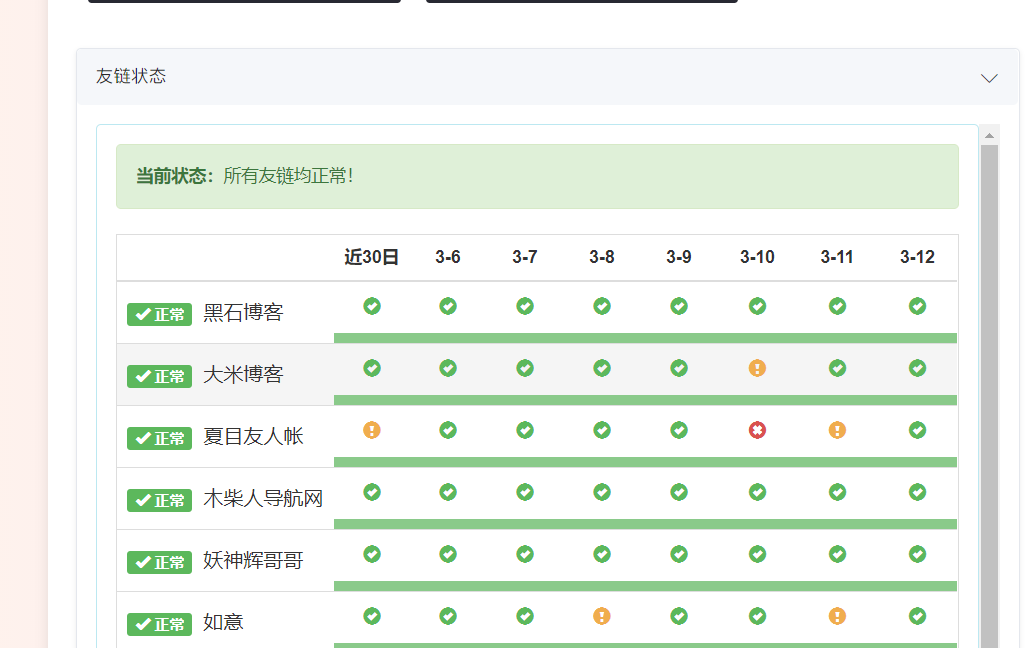 友链状态
当前状态：所有友链均正常！
近30日 3-6 3-7 3-8 3-9 3-10 3-11 3-12
正常 黑石博客
正常 大米博客
正常 夏目友人帐
正常 木柴人导航网
正常 妖神辉哥哥
正常 如意